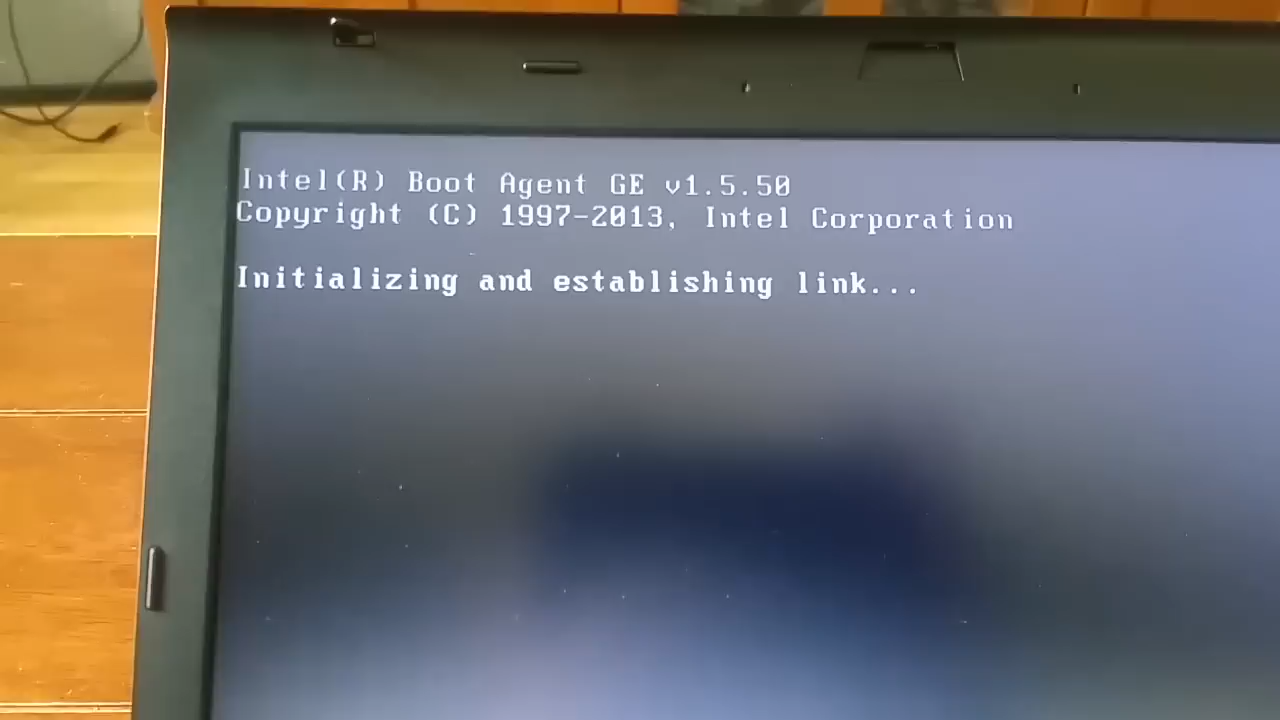 Intel(R) Boot Agent GE v1.5.50
Copyright (C) 1997-2013, Intel Corporation
Initializing and establishing link...